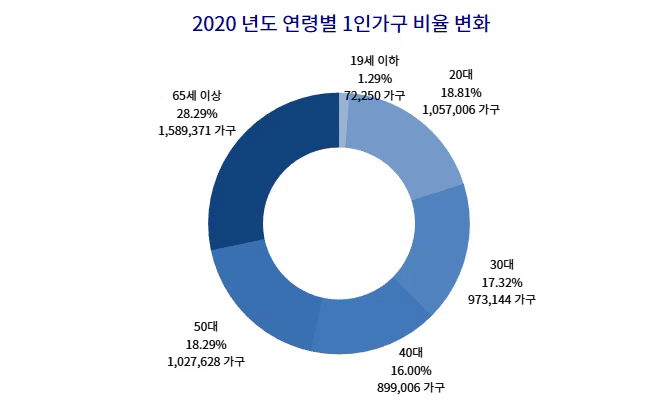 2020 년도 연령별 1인가구 비율 변화
19세 이하
1.29%
72,250 가구
20대
18.81%
1,057,006 가구
65세 이상
28.29%
1,589,371 가구
30대
17.32%
973,144 가구
50대
18.29%
1,027,628 가구
40대
16.00%
899,006 가구